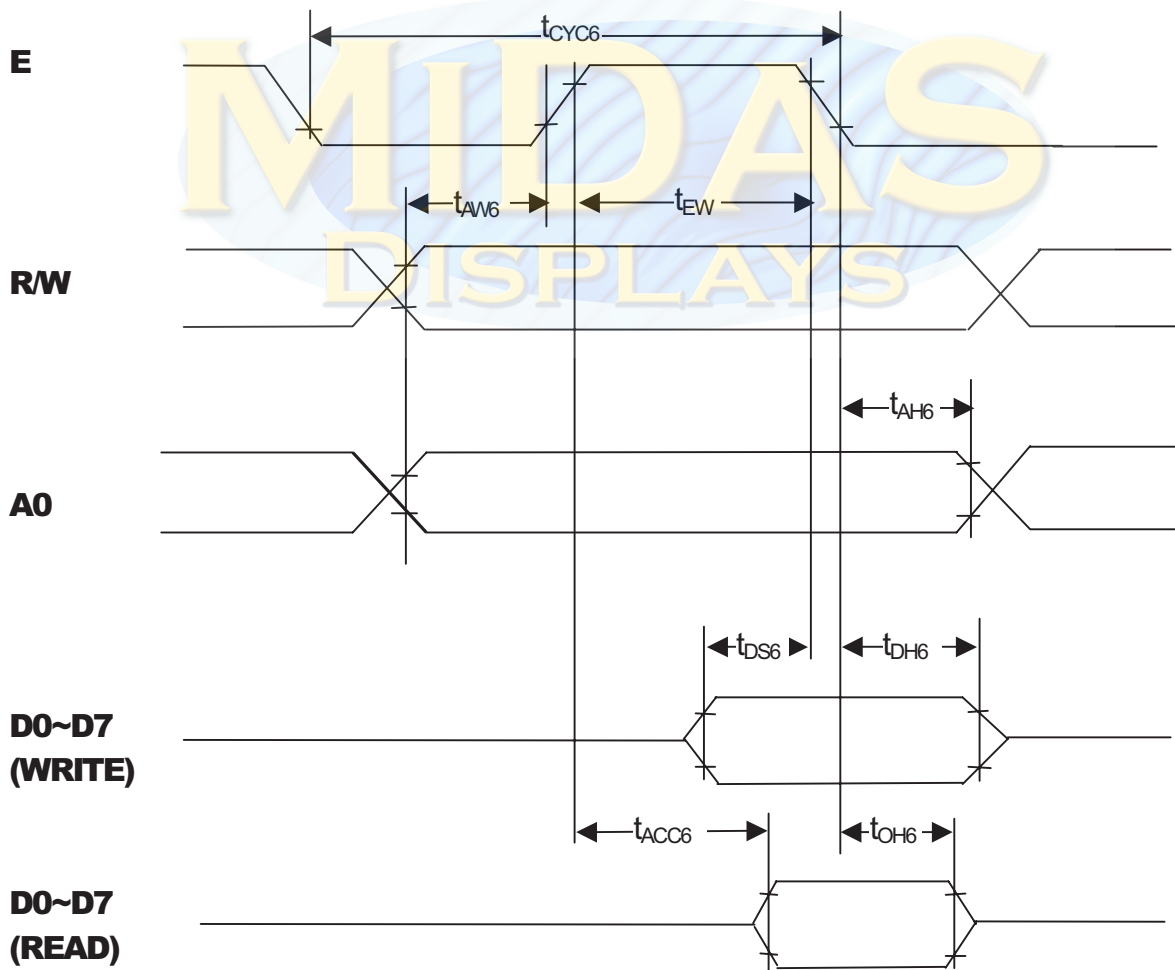 tCYC6
E
MIDAS
tAW6
tEW
DISPLAYS
R/W
tAH6
A0
tDS6
tDH6
D0~D7
(WRITE)
tACC6
tOH6
D0~D7
(READ)